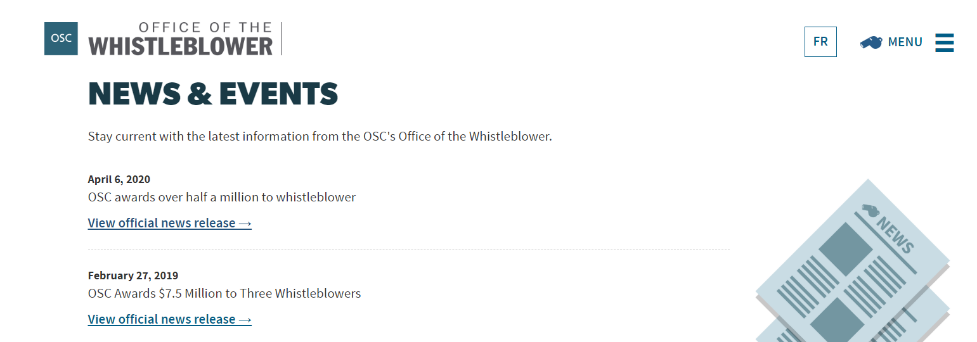 OSC
OFFICE OF THE
WHISTLEBLOWER
FR
MENU
NEWS & EVENTS
Stay current with the latest information from the OSC's Office of the Whistleblower.
April 6, 2020
OSC awards over half a million to whistleblower
View official news release →
February 27, 2019
OSC Awards $7.5 Million to Three Whistleblowers
View official news release →
NEWS